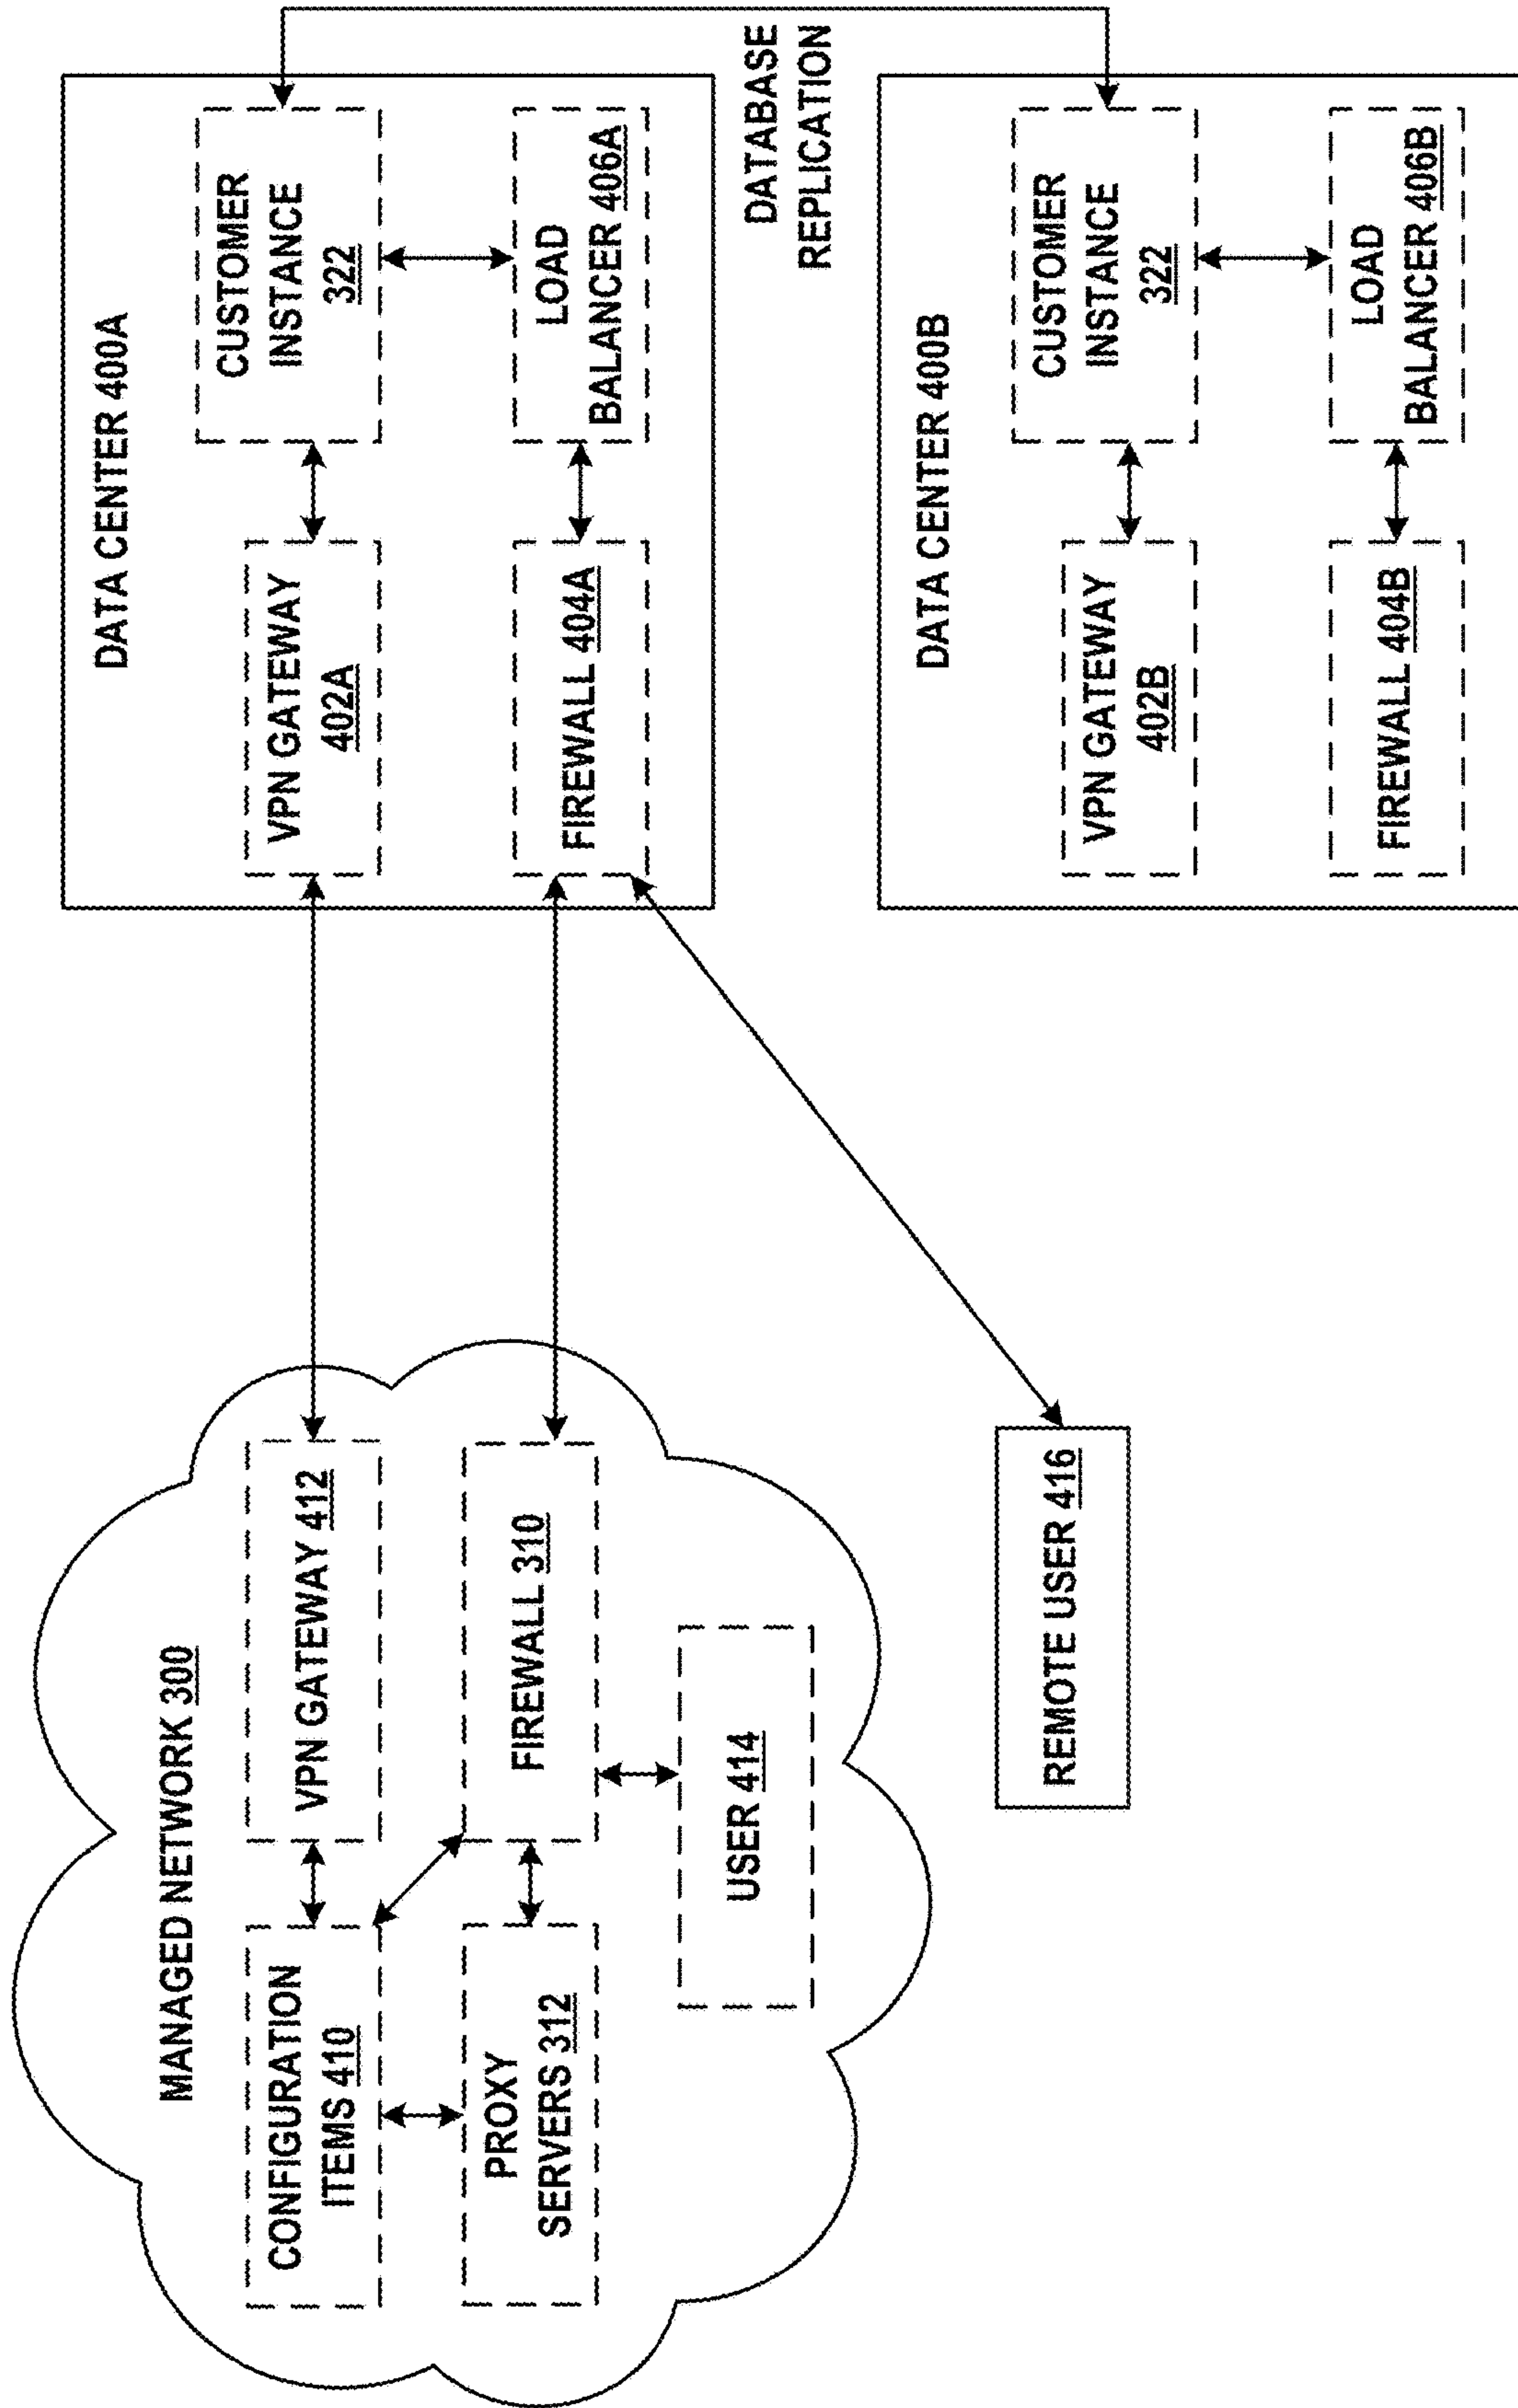 MANAGED NETWORK 300
CONFIGURATION
ITEMS 410
VPN GATEWAY 412
PROXY
SERVERS 312
FIREWALL 310
USER 414
REMOTE USER 416
DATA CENTER 400A
VPN GATEWAY
402A
CUSTOMER
INSTANCE
322
FIREWALL 404A
LOAD
BALANCER 406A
DATABASE
REPLICATION
DATA CENTER 400B
VPN GATEWAY
402B
CUSTOMER
INSTANCE
322
FIREWALL 404B
LOAD
BALANCER 406B